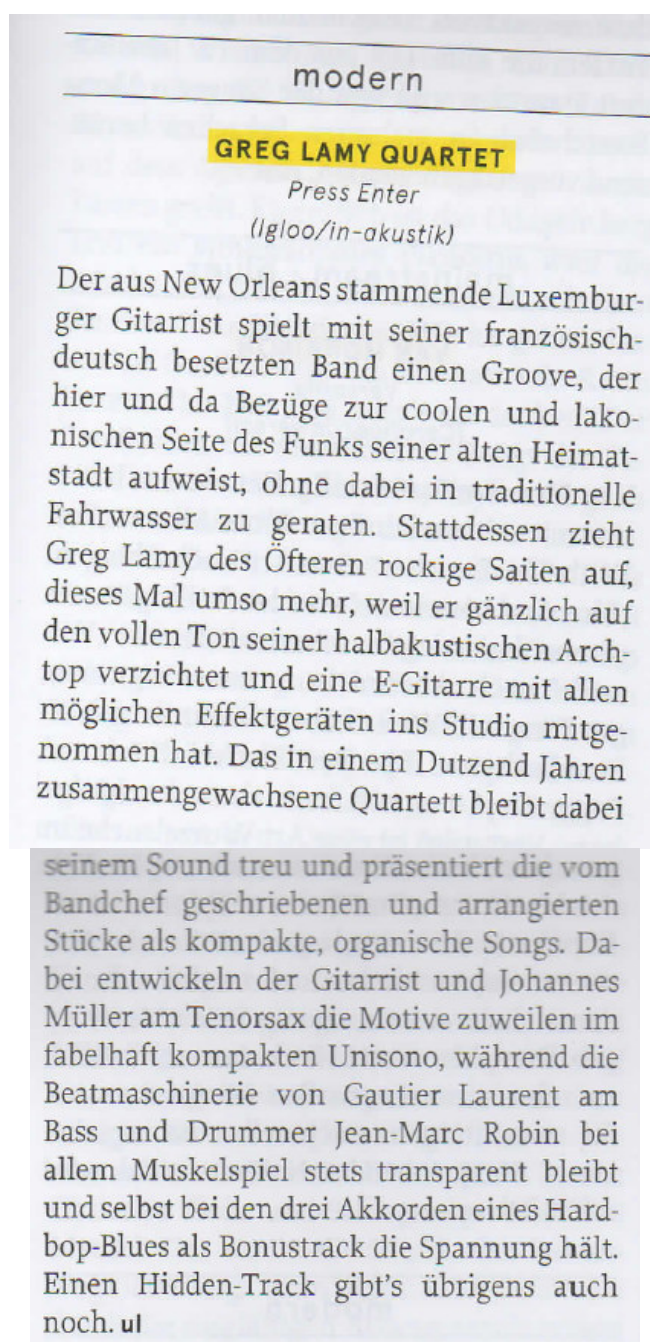 modern
GREG LAMY QUARTET
Press Enter
(Igloo/in-akustik)
Der aus New Orleans stammende Luxembur-
ger Gitarrist spielt mit seiner französisch-
deutsch besetzten Band einen Groove, der
hier und da Bezüge zur coolen und lako-
nischen Seite des Funks seiner alten Heimat-
stadt aufweist, ohne dabei in traditionelle
Fahrwasser zu geraten. Stattdessen zieht
Greg Lamy des Öfteren rockige Saiten auf,
dieses Mal umso mehr, weil er gänzlich auf
den vollen Ton seiner halbakustischen Arch-
top verzichtet und eine E-Gitarre mit allen
möglichen Effektgeräten ins Studio mitge-
nommen hat. Das in einem Dutzend Jahren
zusammengewachsene Quartett bleibt dabei
seinem Sound treu und präsentiert die vom
Bandchef geschriebenen und arrangierten
Stücke als kompakte, organische Songs. Da-
bei entwickeln der Gitarrist und Johannes
Müller am Tenorsax die Motive zuweilen im
fabelhaft kompakten Unisono, während die
Beatmaschinerie von Gautier Laurent am
Bass und Drummer Jean-Marc Robin bei
allem Muskelspiel stets transparent bleibt
und selbst bei den drei Akkorden eines Hard-
bop-Blues als Bonustrack die Spannung hält.
Einen Hidden-Track gibt's übrigens auch
noch. ul